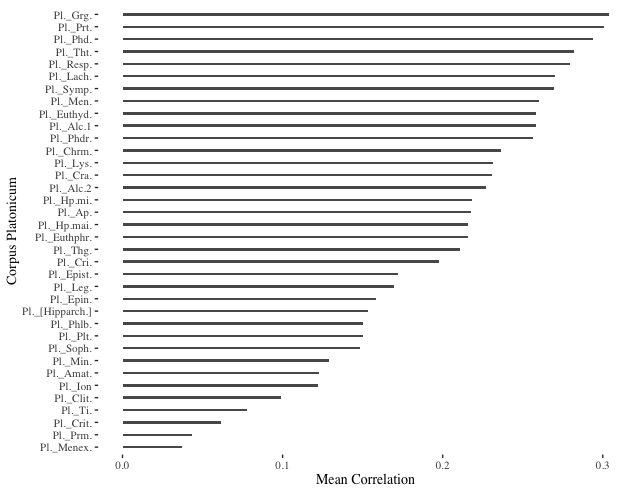 Pl._Grg.
Pl._Prt.
Pl._Phd.
Pl._Tht.
Pl._Resp.
Pl._Lach.
Pl._Symp.
Pl._Men.
Pl._Euthyd.
Pl._Alc.1
Pl._Phdr.
Pl._Chrm.
Pl._Lys.
Pl._Cra.
Pl._Alc.2
Pl._Hp.mi.
Pl._Ap.
Pl._Hp.mai.
Pl._Euthphr.
Pl._Thg.
Pl._Cri.
Pl._Epist.
Pl._Leg.
Pl._Epin.
Pl._[Hipparch.]
Pl._Phlb.
Pl._Plt.
Pl._Soph.
Pl._Min.
Pl._Amat.
Pl._Ion
Pl._Clit.
Pl._Ti.
Pl._Crit.
Pl._Prm.
Pl._Menex.
Corpus Platonicum
0.0 0.1 0.2 0.3
Mean Correlation